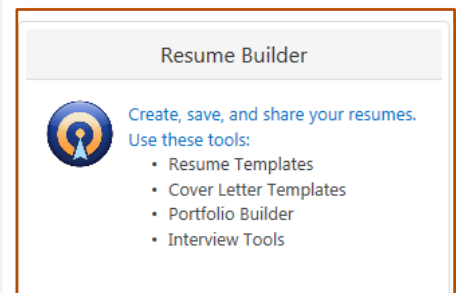 Resume Builder
Create, save, and share your resumes.
Use these tools:
• Resume Templates
• Cover Letter Templates
• Portfolio Builder
• Interview Tools